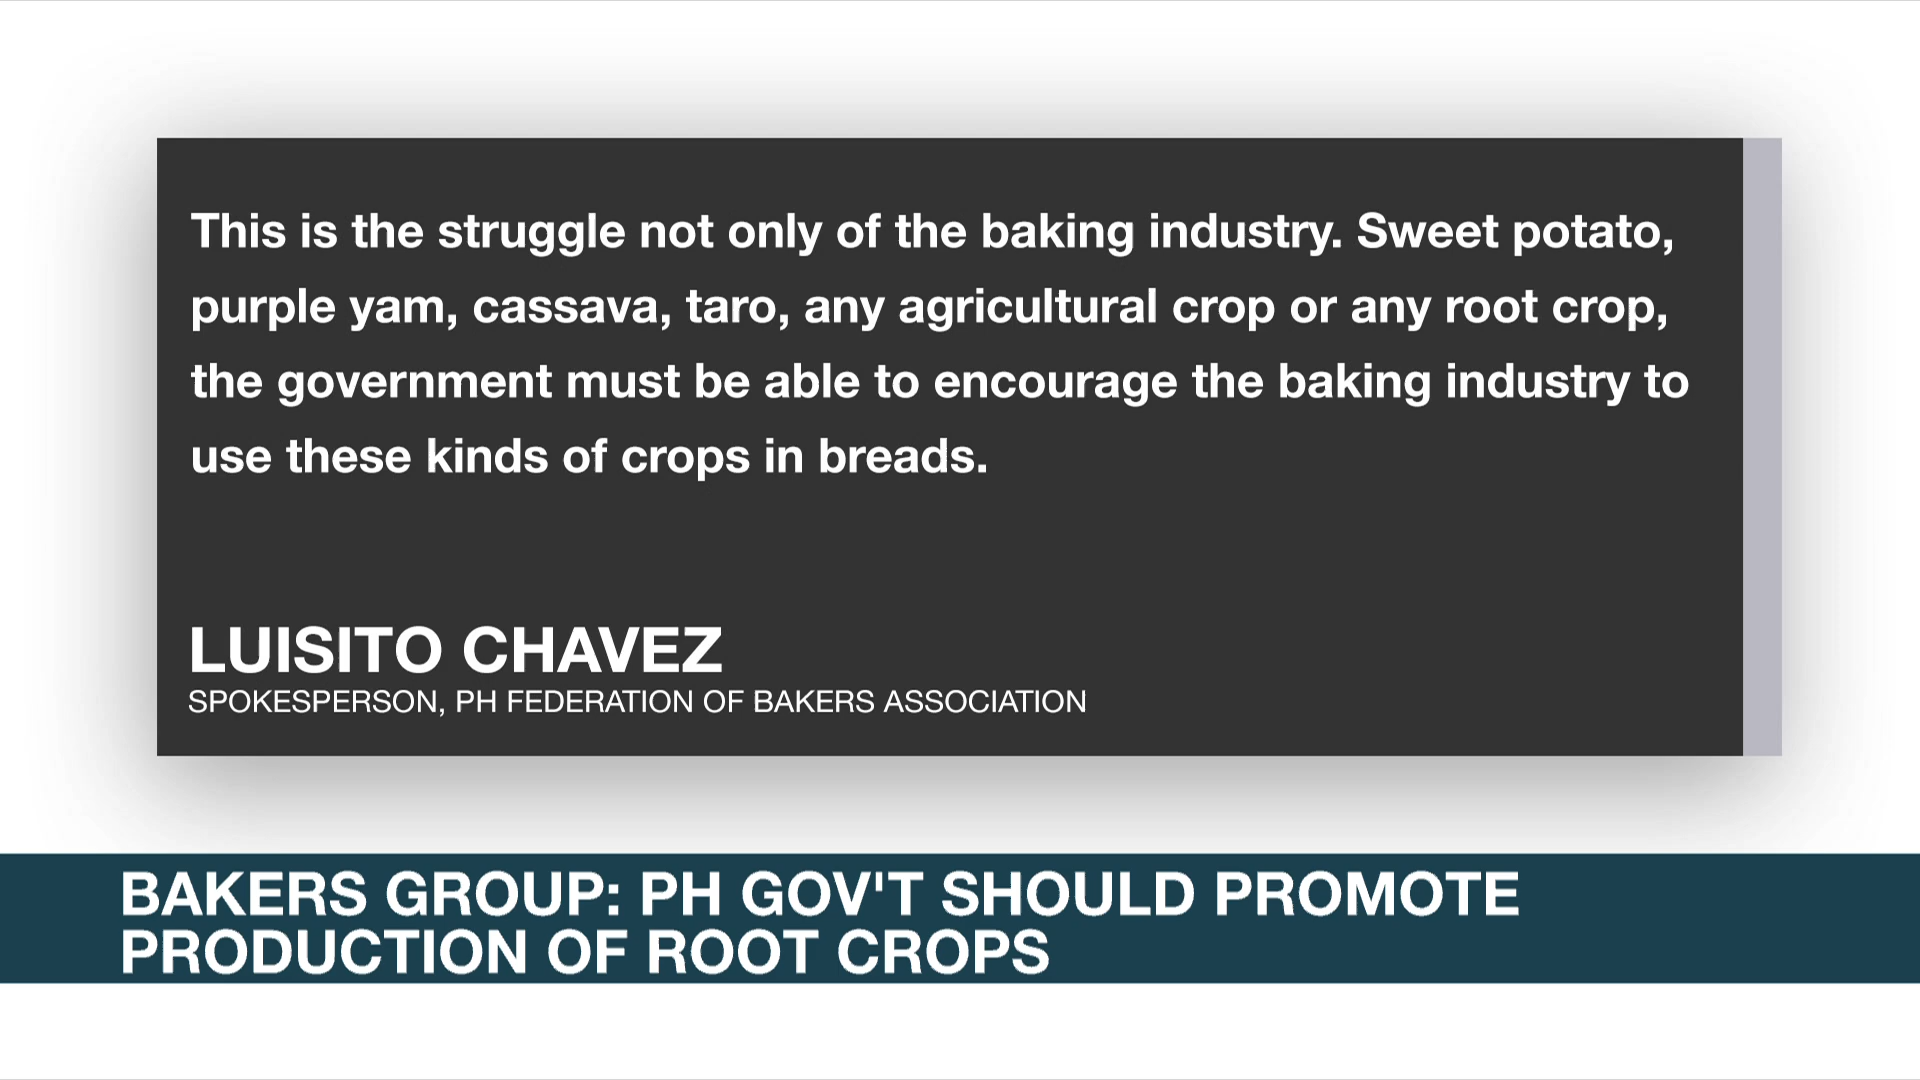 This is the struggle not only of the baking industry. Sweet potato,
purple yam, cassava, taro, any agricultural crop or any root crop,
the government must be able to encourage the baking industry to
use these kinds of crops in breads.
LUISITO CHAVEZ
SPOKESPERSON, PH FEDERATION OF BAKERS ASSOCIATION
BAKERS GROUP: PH GOV'T SHOULD PROMOTE
PRODUCTION OF ROOT CROPS